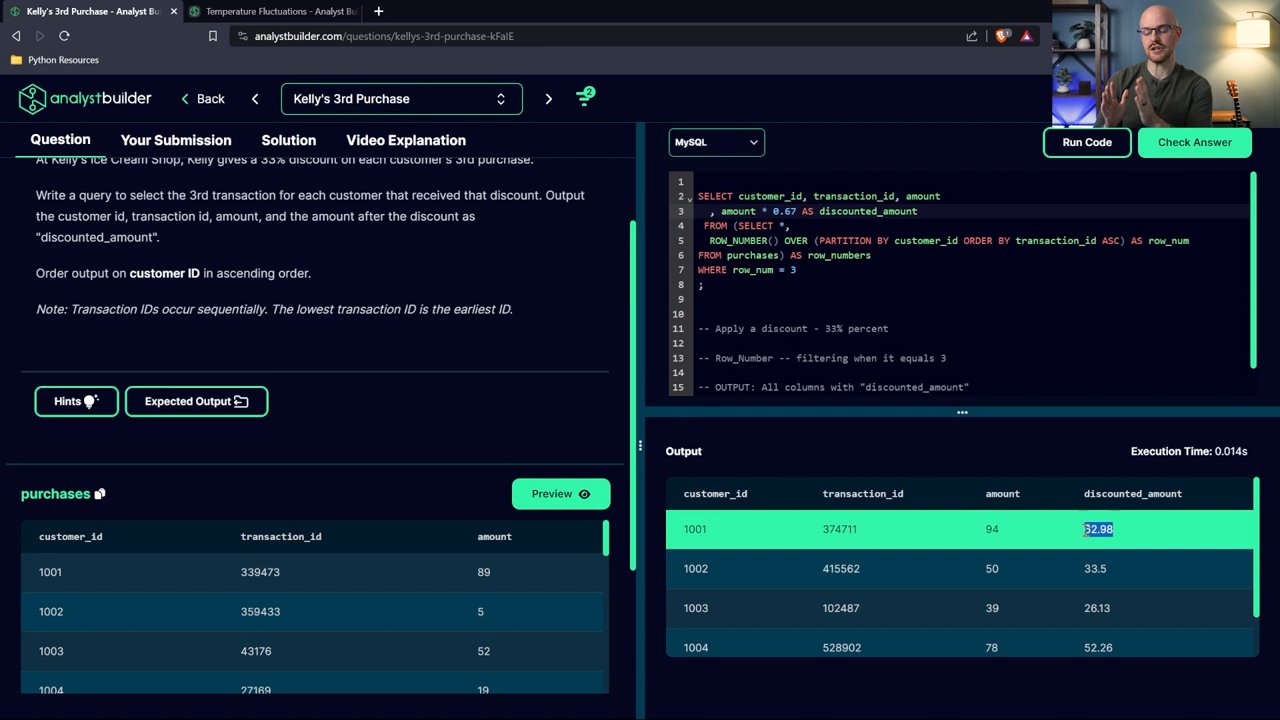 Kelly's 3rd Purchase - Analyst Bu
Temperature Fluctuations - Analyst Bu
analystbuilder.com/questions/kellys-3rd-purchase-kFaIE
Python Resources
analystbuilder
Back
Kelly's 3rd Purchase
2
Question
Your Submission
Solution
Video Explanation
At Kelly's Ice Cream Shop, Kelly gives a 33% discount on each customer's 3rd purchase.
Write a query to select the 3rd transaction for each customer that received that discount. Output
the customer id, transaction id, amount, and the amount after the discount as
"discounted_amount".
Order output on customer ID in ascending order.
Note: Transaction IDs occur sequentially. The lowest transaction ID is the earliest ID.
Hints
Expected Output
purchases
Preview
customer_id transaction_id amount
1001 339473 89
1002 359433 5
1003 43176 52
1004 27169 19
MySQL
Run Code
Check Answer
1
2 SELECT customer_id, transaction_id, amount
3 , amount * 0.67 AS discounted_amount
4 FROM (SELECT *,
5 ROW_NUMBER() OVER (PARTITION BY customer_id ORDER BY transaction_id ASC) AS row_num
6 FROM purchases) AS row_numbers
7 WHERE row_num = 3
8 ;
9
10
11 -- Apply a discount - 33% percent
12
13 -- Row_Number -- filtering when it equals 3
14
15 -- OUTPUT: All columns with "discounted_amount"
Output
Execution Time: 0.014s
customer_id transaction_id amount discounted_amount
1001 374711 94 62.98
1002 415562 50 33.5
1003 102487 39 26.13
1004 528902 78 52.26